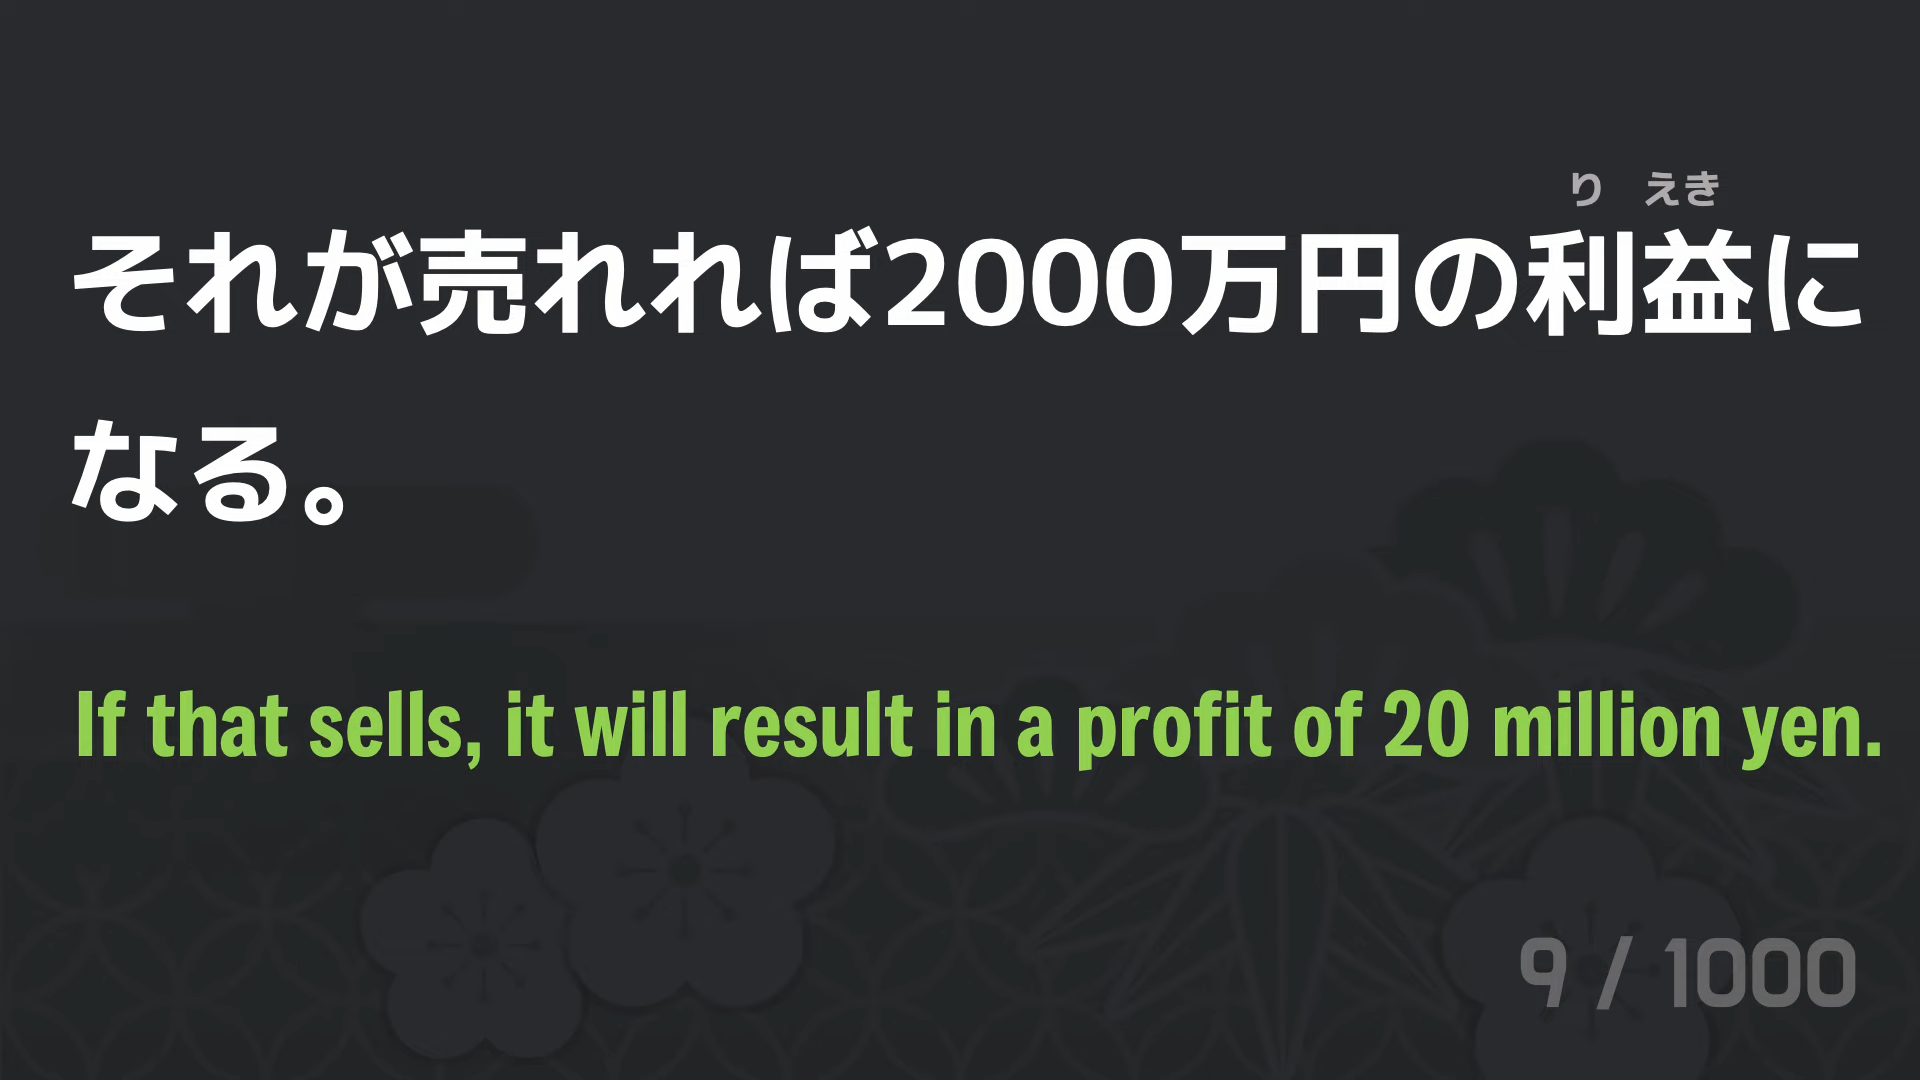 り えき
それが売れれば2000万円の利益に
なる。
If that sells, it will result in a profit of 20 million yen.
9 / 1000